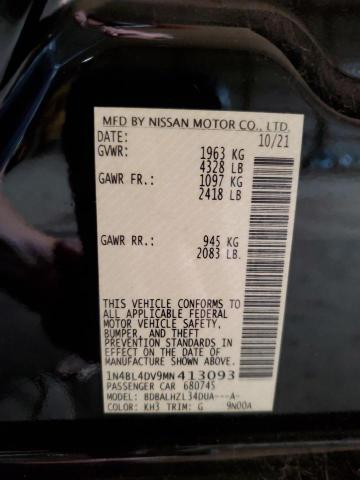 MFD BY NISSAN MOTOR CO., LTD.
DATE: 10/21
GVWR: 1963 KG
4328 LB
GAWR FR.: 1097 KG
2418 LB
GAWR RR.: 945 KG
2083 LB.
THIS VEHICLE CONFORMS TO
ALL APPLICABLE FEDERAL
MOTOR VEHICLE SAFETY,
BUMPER, AND THEFT
PREVENTION STANDARDS IN
EFFECT ON THE DATE OF
MANUFACTURE SHOWN ABOVE.
1N4BL4DV9MN413093
PASSENGER CAR 68074S
MODEL: BDBALHZL34DUA---A-
COLOR: KH3 TRIM: G 9N00A